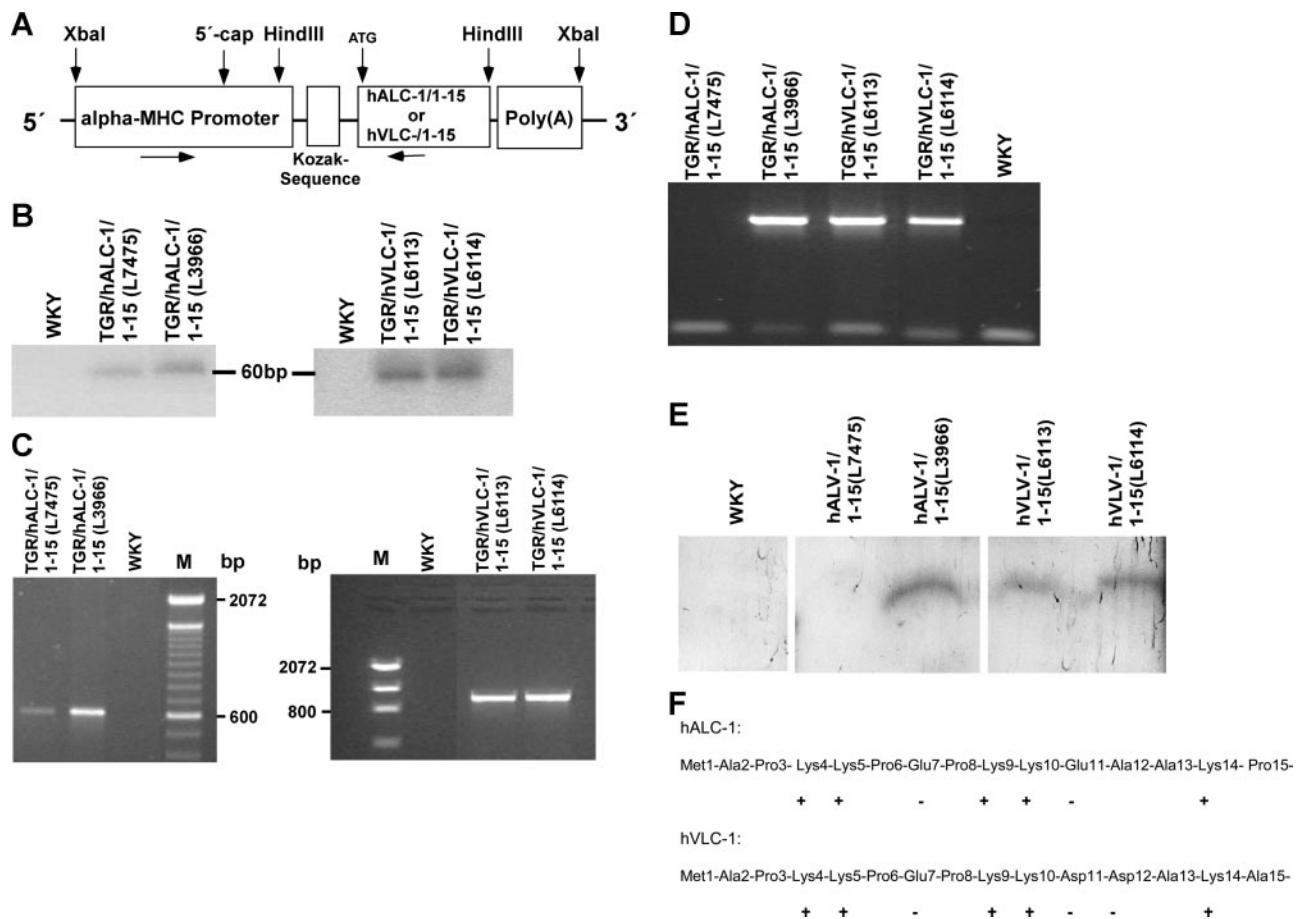 A
XbaI 5´-cap HindIII ATG HindIII XbaI
5´ alpha-MHC Promoter hALC-1/1-15 or hVLC-/1-15 Poly(A) 3´
Kozak-
Sequence
B
WKY
TGR/hALC-1/
1-15 (L7475)
TGR/hALC-1/
1-15 (L3966)
60bp
WKY
TGR/hVLC-1/
1-15 (L6113)
TGR/hVLC-1/
1-15 (L6114)
C
TGR/hALC-1/
1-15 (L7475)
TGR/hALC-1/
1-15 (L3966)
WKY
M
bp
2072
600
bp
M
WKY
TGR/hVLC-1/
1-15 (L6113)
TGR/hVLC-1/
1-15 (L6114)
2072
800
D
TGR/hALC-1/
1-15 (L7475)
TGR/hALC-1/
1-15 (L3966)
TGR/hVLC-1/
1-15 (L6113)
TGR/hVLC-1/
1-15 (L6114)
WKY
E
WKY
hALV-1/
1-15(L7475)
hALV-1/
1-15(L3966)
hVLV-1/
1-15(L6113)
hVLV-1/
1-15(L6114)
F
hALC-1:
Met1-Ala2-Pro3- Lys4-Lys5-Pro6-Glu7-Pro8-Lys9-Lys10-Glu11-Ala12-Ala13-Lys14- Pro15-
+ + - + + - +
hVLC-1:
Met1-Ala2-Pro3-Lys4-Lys5-Pro6-Glu7-Pro8-Lys9-Lys10-Asp11-Asp12-Ala13-Lys14-Ala15-
+ + - + + - - +